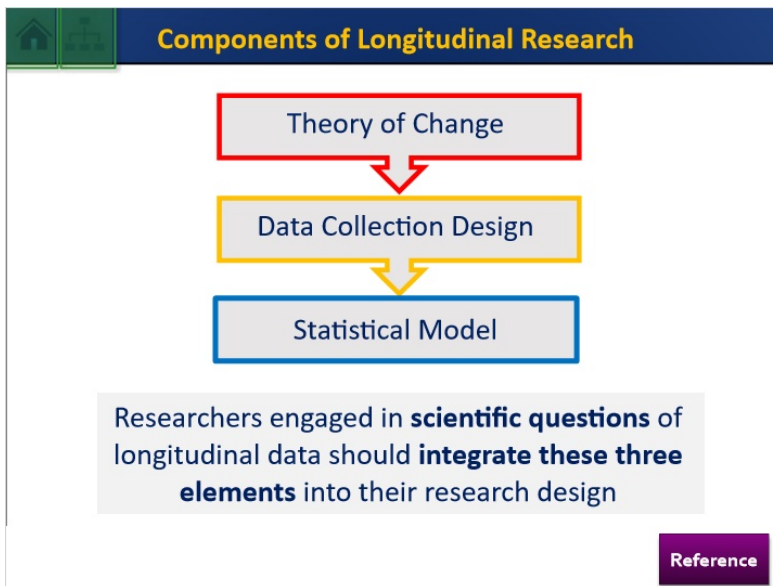 Components of Longitudinal Research
Theory of Change
Data Collection Design
Statistical Model
Researchers engaged in scientific questions of
longitudinal data should integrate these three
elements into their research design
Reference